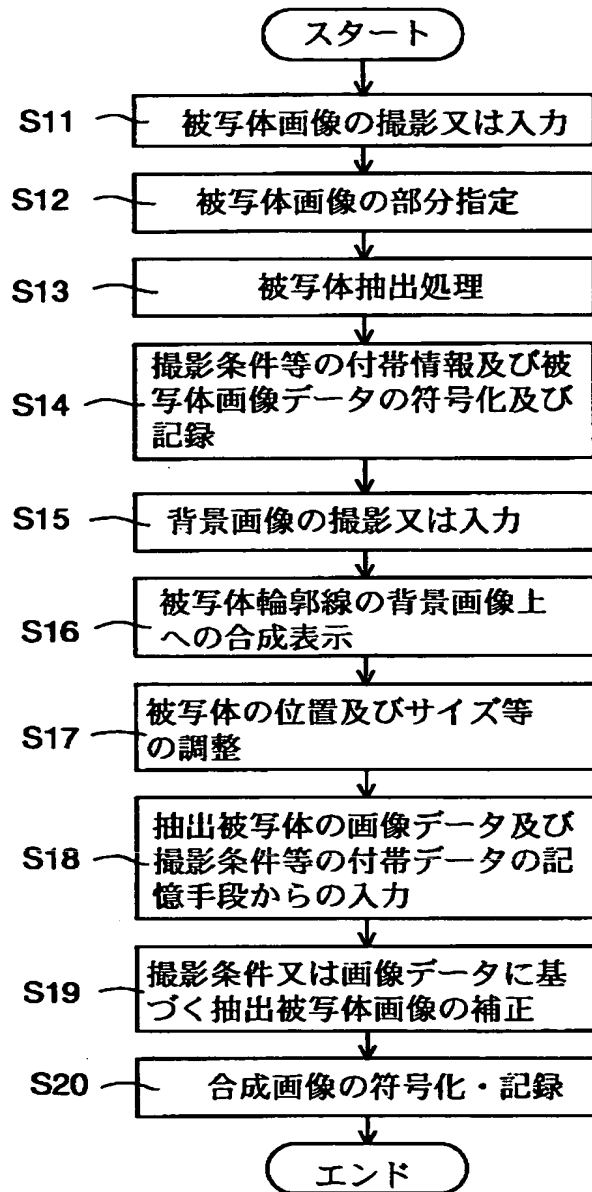 スタート
S11 被写体画像の撮影又は入力
S12 被写体画像の部分指定
S13 被写体抽出処理
S14 撮影条件等の付帯情報及び被
写体画像データの符号化及び
記録
S15 背景画像の撮影又は入力
S16 被写体輪郭線の背景画像上
への合成表示
S17 被写体の位置及びサイズ等
の調整
S18 抽出被写体の画像データ及び
撮影条件等の付帯データの記
憶手段からの入力
S19 撮影条件又は画像データに基
づく抽出被写体画像の補正
S20 合成画像の符号化・記録
エンド